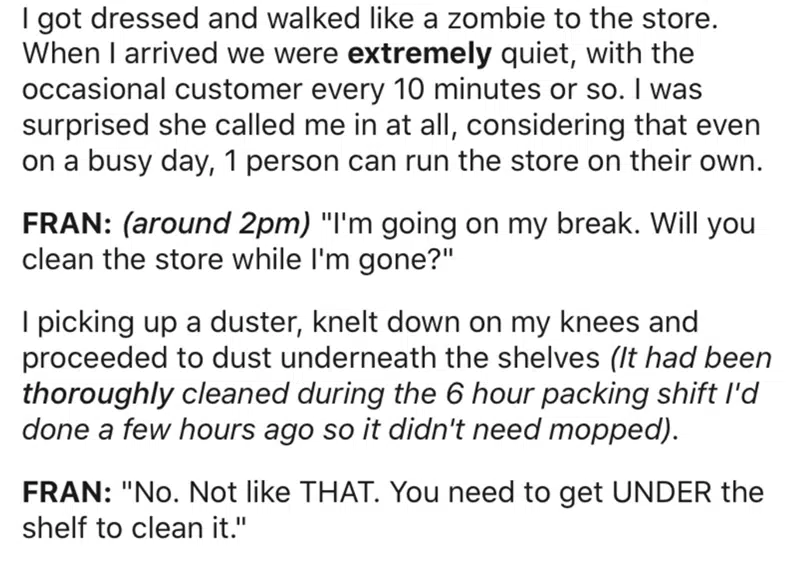 I got dressed and walked like a zombie to the store.
When I arrived we were extremely quiet, with the
occasional customer every 10 minutes or so. I was
surprised she called me in at all, considering that even
on a busy day, 1 person can run the store on their own.
FRAN: (around 2pm) "I'm going on my break. Will you
clean the store while I'm gone?"
I picking up a duster, knelt down on my knees and
proceeded to dust underneath the shelves (It had been
thoroughly cleaned during the 6 hour packing shift I'd
done a few hours ago so it didn't need mopped).
FRAN: "No. Not like THAT. You need to get UNDER the
shelf to clean it."